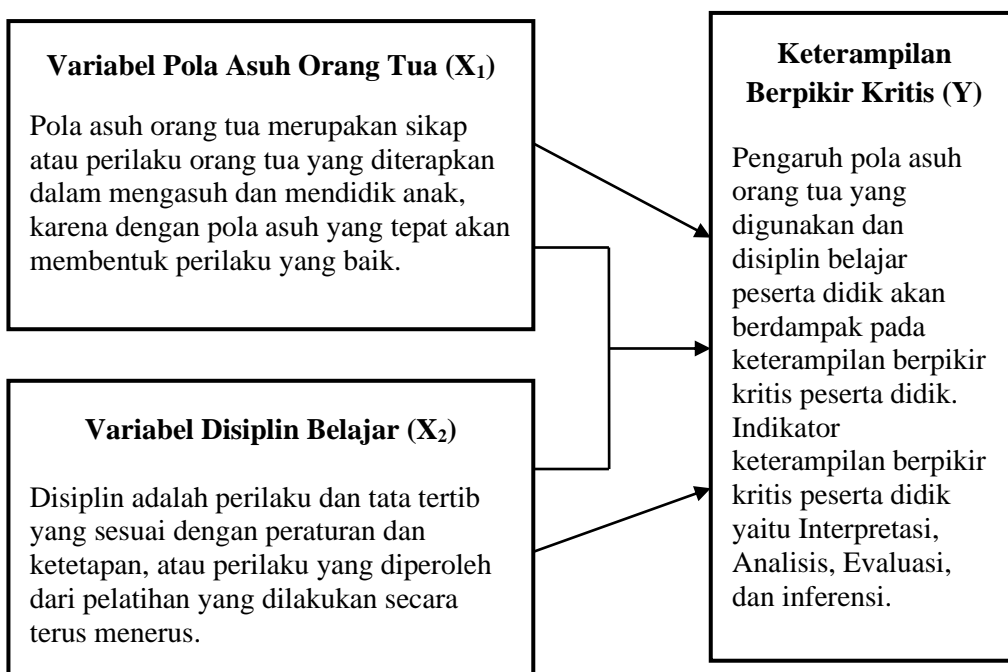 Variabel Pola Asuh Orang Tua (X₁)
Pola asuh orang tua merupakan sikap
atau perilaku orang tua yang diterapkan
dalam mengasuh dan mendidik anak,
karena dengan pola asuh yang tepat akan
membentuk perilaku yang baik.
Variabel Disiplin Belajar (X₂)
Disiplin adalah perilaku dan tata tertib
yang sesuai dengan peraturan dan
ketetapan, atau perilaku yang diperoleh
dari pelatihan yang dilakukan secara
terus menerus.
Keterampilan
Berpikir Kritis (Y)
Pengaruh pola asuh
orang tua yang
digunakan dan
disiplin belajar
peserta didik akan
berdampak pada
keterampilan berpikir
kritis peserta didik.
Indikator
keterampilan berpikir
kritis peserta didik
yaitu Interpretasi,
Analisis, Evaluasi,
dan inferensi.